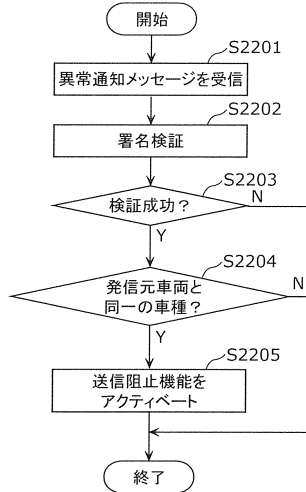 開始
S2201
異常通知メッセージを受信
S2202
署名検証
S2203
検証成功？
N
Y
S2204
発信元車両と
同一の車種？
N
Y
S2205
送信阻止機能を
アクティベート
終了